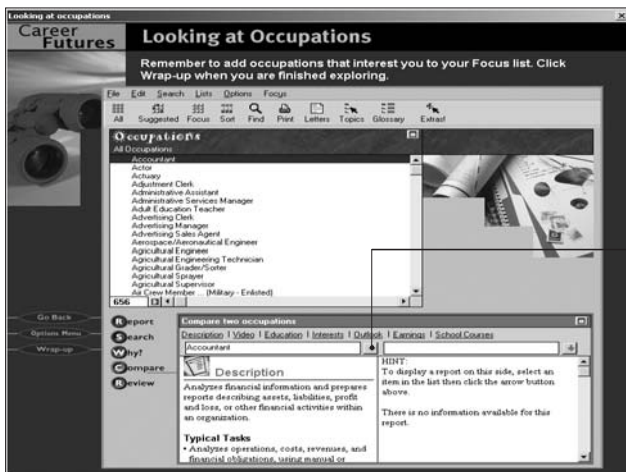 Looking at occupations
Career
Futures
Looking at Occupations
Remember to add occupations that interest you to your Focus list. Click
Wrap-up when you are finished exploring.
File Edit Search Lists Options Focus
All Suggested Focus Sort Find Print Letters Topics Glossary Extras!
Occupations
All Occupations
Accountant
Actor
Actuary
Adjustment Clerk
Administrative Assistant
Administrative Services Manager
Adult Education Teacher
Advertising Clerk
Advertising Manager
Advertising Sales Agent
Aerospace/Aeronautical Engineer
Agricultural Engineer
Agricultural Engineering Technician
Agricultural Grader/Sorter
Agricultural Sprayer
Agricultural Supervisor
Air Crew Member ... (Military - Enlisted)
656
Go Back
Options Menu
Wrap-up
Report
Search
Why?
Compare
Review
Compare two occupations
Description | Video | Education | Interests | Outlook | Earnings | School Courses
Accountant
Description
Analyzes financial information and prepares
reports describing assets, liabilities, profit
and loss, or other financial activities within
an organization.
Typical Tasks
• Analyzes operations, costs, revenues, and
financial obligations, using manual or
HINT:
To display a report on this side, select an
item in the list then click the arrow button
above.
There is no information available for this
report.